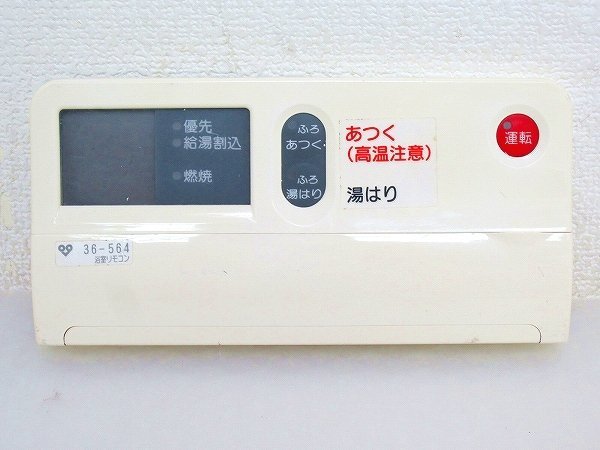 優先
給湯割込
燃焼
ふろ
あつく
ふろ
湯はり
あつく
(高温注意)
湯はり
運転
36-564
浴室リモコン